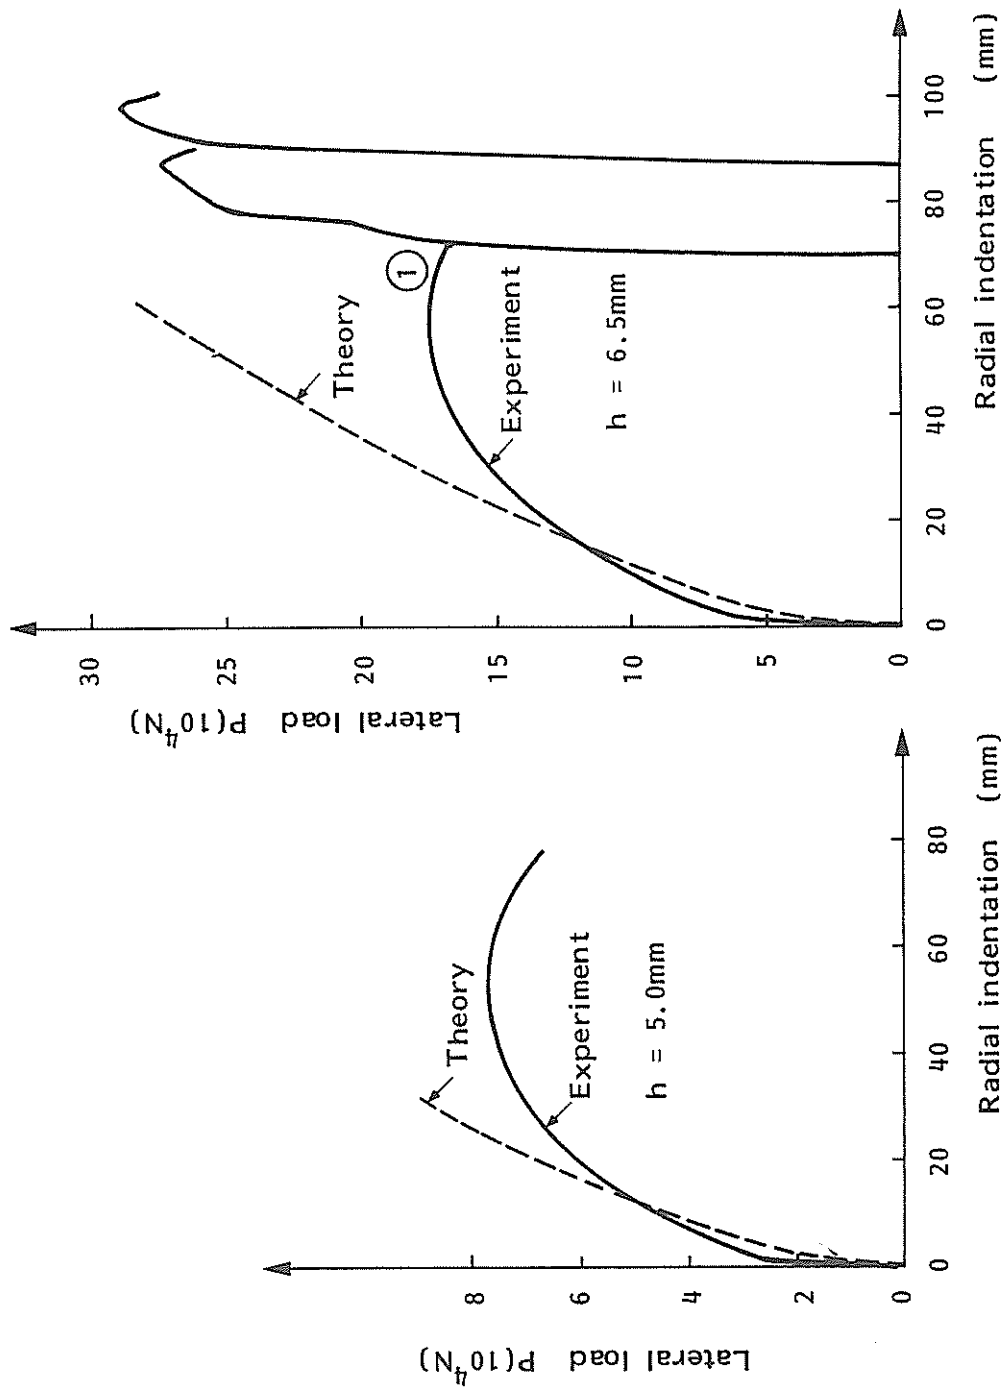 Lateral load P(10⁴N)
8
6
4
2
0
0
20
40
60
80
Radial indentation (mm)
Theory
Experiment
h = 5.0mm
Lateral load P(10⁴N)
30
25
20
15
10
5
0
0
20
40
60
80
100
Radial indentation (mm)
Theory
1
Experiment
h = 6.5mm